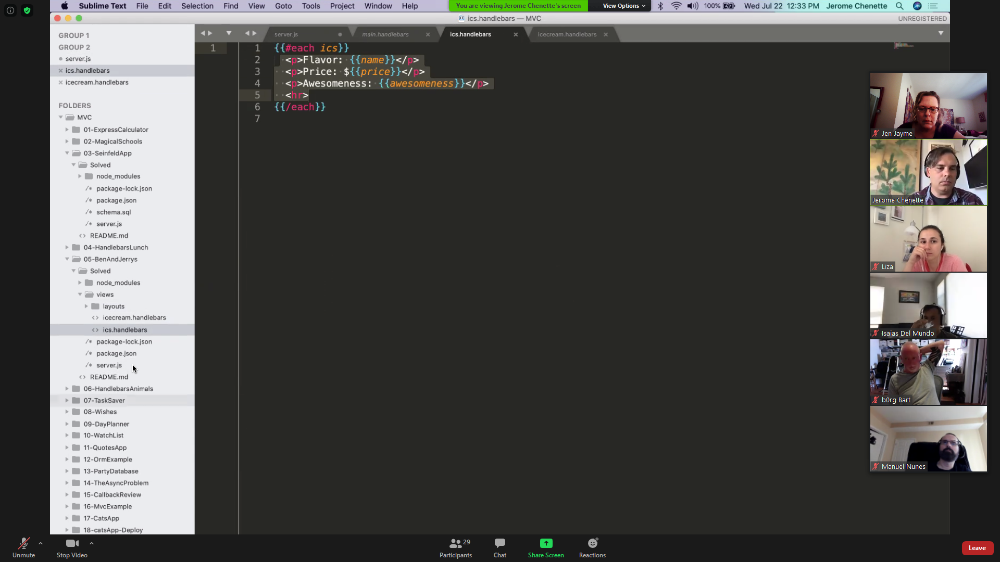 Sublime Text File Edit Selection Find View Goto Tools Project Window Help
You are viewing Jerome Chenette's screen
View Options
100% Wed Jul 22 12:33 PM Jerome Chenette
ics.handlebars — MVC
UNREGISTERED
GROUP 1
GROUP 2
server.js
ics.handlebars
icecream.handlebars
FOLDERS
MVC
01-ExpressCalculator
02-MagicalSchools
03-SeinfeldApp
Solved
node_modules
/* package-lock.json
/* package.json
/* schema.sql
/* server.js
<> README.md
04-HandlebarsLunch
05-BenAndJerrys
Solved
node_modules
views
layouts
<> icecream.handlebars
<> ics.handlebars
/* package-lock.json
/* package.json
/* server.js
<> README.md
06-HandlebarsAnimals
07-TaskSaver
08-Wishes
09-DayPlanner
10-WatchList
11-QuotesApp
12-OrmExample
13-PartyDatabase
14-TheAsyncProblem
15-CallbackReview
16-MvcExample
17-CatsApp
18-catsApp-Deploy
server.js
main.handlebars
ics.handlebars
icecream.handlebars
1
1 {{#each ics}}
2 <p>Flavor: {{name}}</p>
3 <p>Price: ${{price}}</p>
4 <p>Awesomeness: {{awesomeness}}</p>
5 <hr>
6 {{/each}}
7
Jen Jayme
Jerome Chenette
Liza
Isaias Del Mundo
b0rg Bart
Manuel Nunes
Unmute
Stop Video
29
Participants
Chat
Share Screen
Reactions
Leave